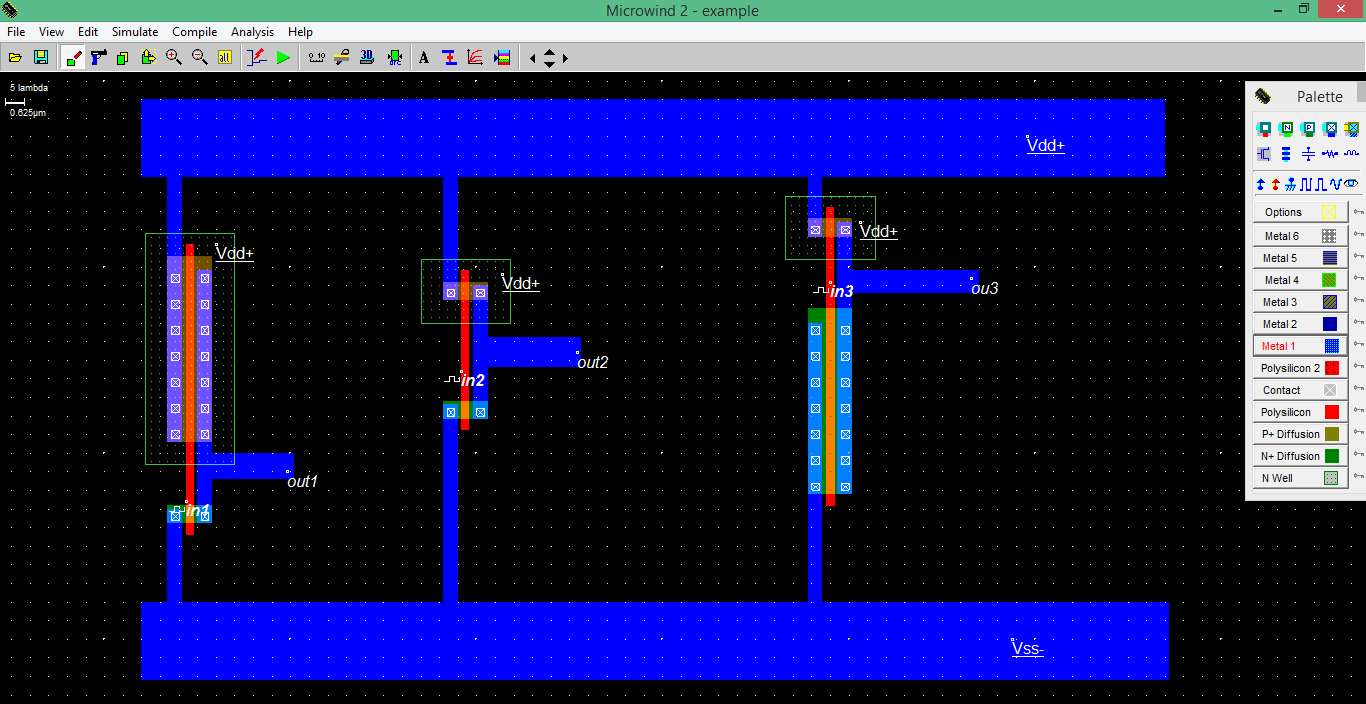 Microwind 2 - example
File View Edit Simulate Compile Analysis Help
5 lambda
0.625µm
Vdd+
Vdd+
Vdd+
Vdd+
in3
ou3
out2
in2
out1
in1
Vss-
Palette
Options
Metal 6
Metal 5
Metal 4
Metal 3
Metal 2
Metal 1
Polysilicon 2
Contact
Polysilicon
P+ Diffusion
N+ Diffusion
N Well